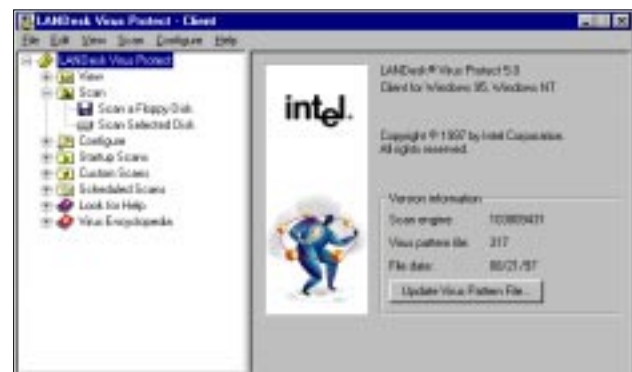 LANDesk Virus Protect - Client
File Edit View Scan Configure Help
LANDesk Virus Protect
View
Scan
Scan a Floppy Disk
Scan Selected Disk
Configure
Startup Scans
Custom Scans
Scheduled Scans
Look for Help
Virus Encyclopedia
intel.
LANDesk® Virus Protect 5.0
Client for Windows 95, Windows NT
Copyright © 1997 by Intel Corporation.
All rights reserved.
Version information
Scan engine:
Virus pattern file: 317
File date: 08/21/97
Update Virus Pattern File...